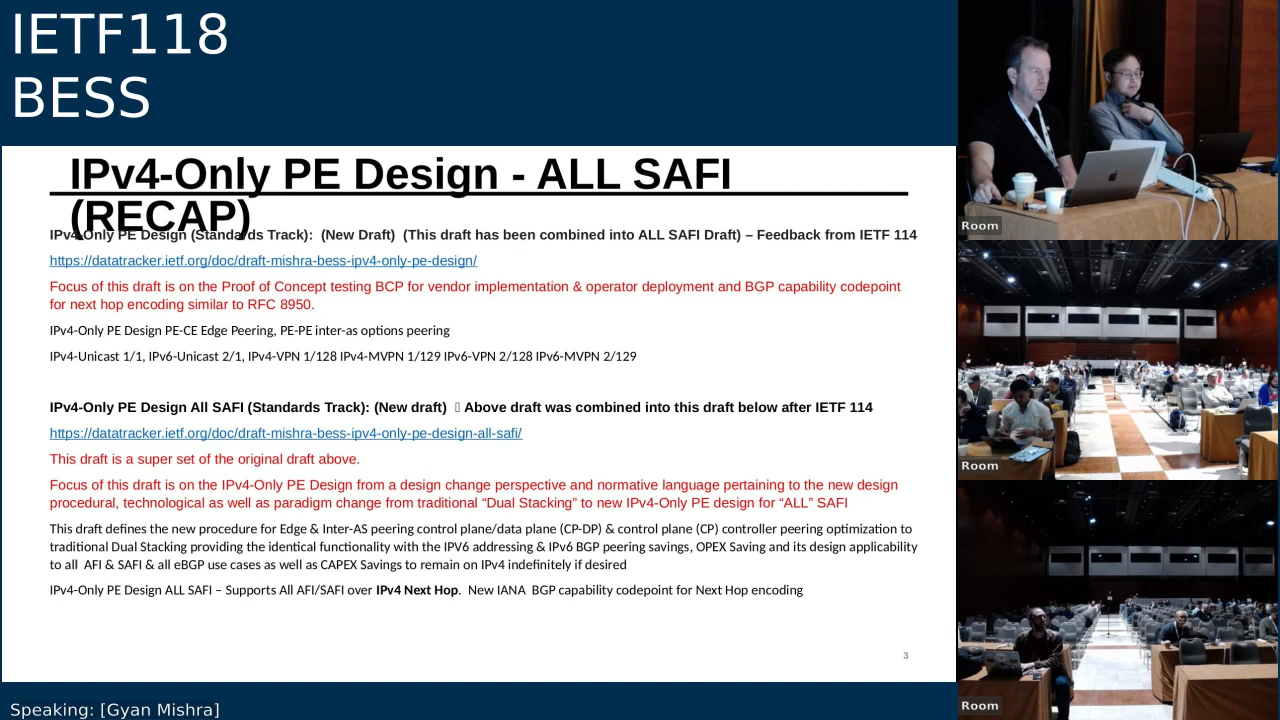 IETF118
BESS
IPv4-Only PE Design - ALL SAFI
(RECAP)
IPv4-Only PE Design (Standards Track):  (New Draft)  (This draft has been combined into ALL SAFI Draft) – Feedback from IETF 114
https://datatracker.ietf.org/doc/draft-mishra-bess-ipv4-only-pe-design/
Focus of this draft is on the Proof of Concept testing BCP for vendor implementation & operator deployment and BGP capability codepoint
for next hop encoding similar to RFC 8950.
IPv4-Only PE Design PE-CE Edge Peering, PE-PE inter-as options peering
IPv4-Unicast 1/1, IPv6-Unicast 2/1, IPv4-VPN 1/128 IPv4-MVPN 1/129 IPv6-VPN 2/128 IPv6-MVPN 2/129
IPv4-Only PE Design All SAFI (Standards Track): (New draft)  Above draft was combined into this draft below after IETF 114
https://datatracker.ietf.org/doc/draft-mishra-bess-ipv4-only-pe-design-all-safi/
This draft is a super set of the original draft above.
Focus of this draft is on the IPv4-Only PE Design from a design change perspective and normative language pertaining to the new design
procedural, technological as well as paradigm change from traditional “Dual Stacking” to new IPv4-Only PE design for “ALL” SAFI
This draft defines the new procedure for Edge & Inter-AS peering control plane/data plane (CP-DP) & control plane (CP) controller peering optimization to
traditional Dual Stacking providing the identical functionality with the IPV6 addressing & IPv6 BGP peering savings, OPEX Saving and its design applicability
to all  AFI & SAFI & all eBGP use cases as well as CAPEX Savings to remain on IPv4 indefinitely if desired
IPv4-Only PE Design ALL SAFI – Supports All AFI/SAFI over IPv4 Next Hop.  New IANA  BGP capability codepoint for Next Hop encoding
3
Speaking: [Gyan Mishra]
Room
Room
Room